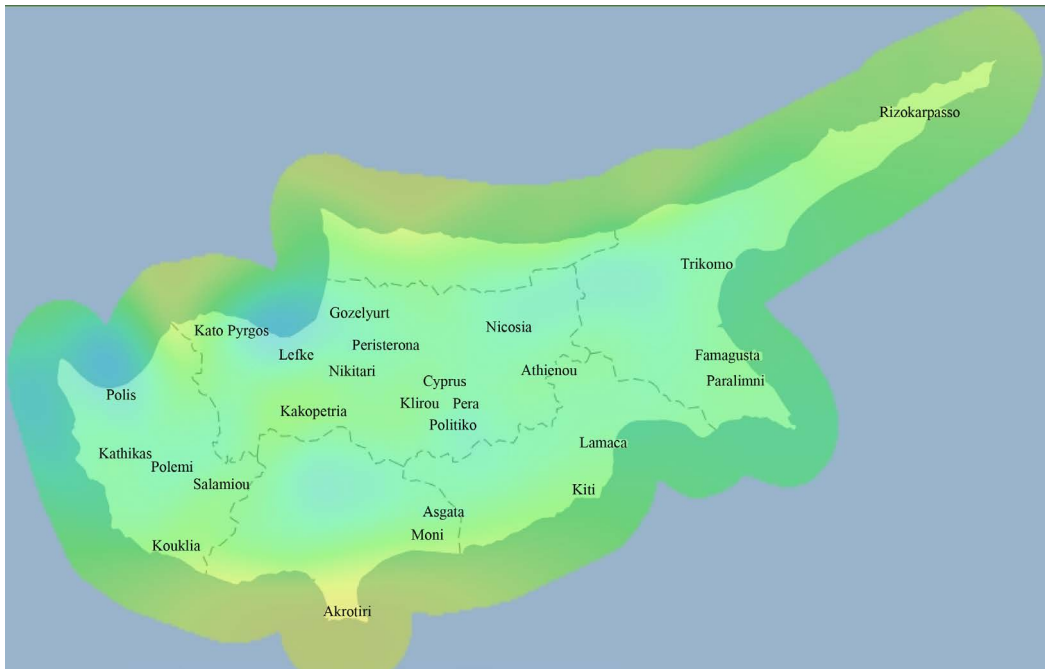 Rizokarpasso
Trikomo
Gozelyurt
Nicosia
Kato Pyrgos
Peristerona
Lefke
Famagusta
Nikitari
Athienou
Cyprus
Paralimni
Polis
Klirou
Pera
Kakopetria
Politiko
Lamaca
Kathikas
Polemi
Salamiou
Kiti
Asgata
Moni
Kouklia
Akrotiri